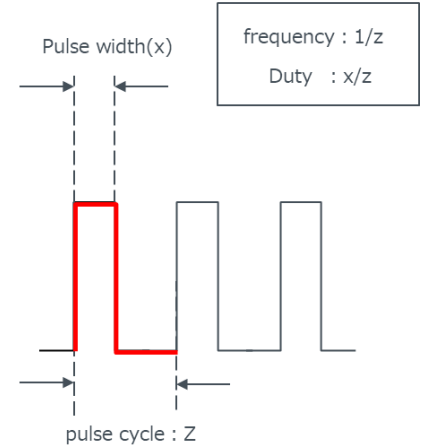 Pulse width(x)
frequency : 1/z
Duty : x/z
pulse cycle : Z